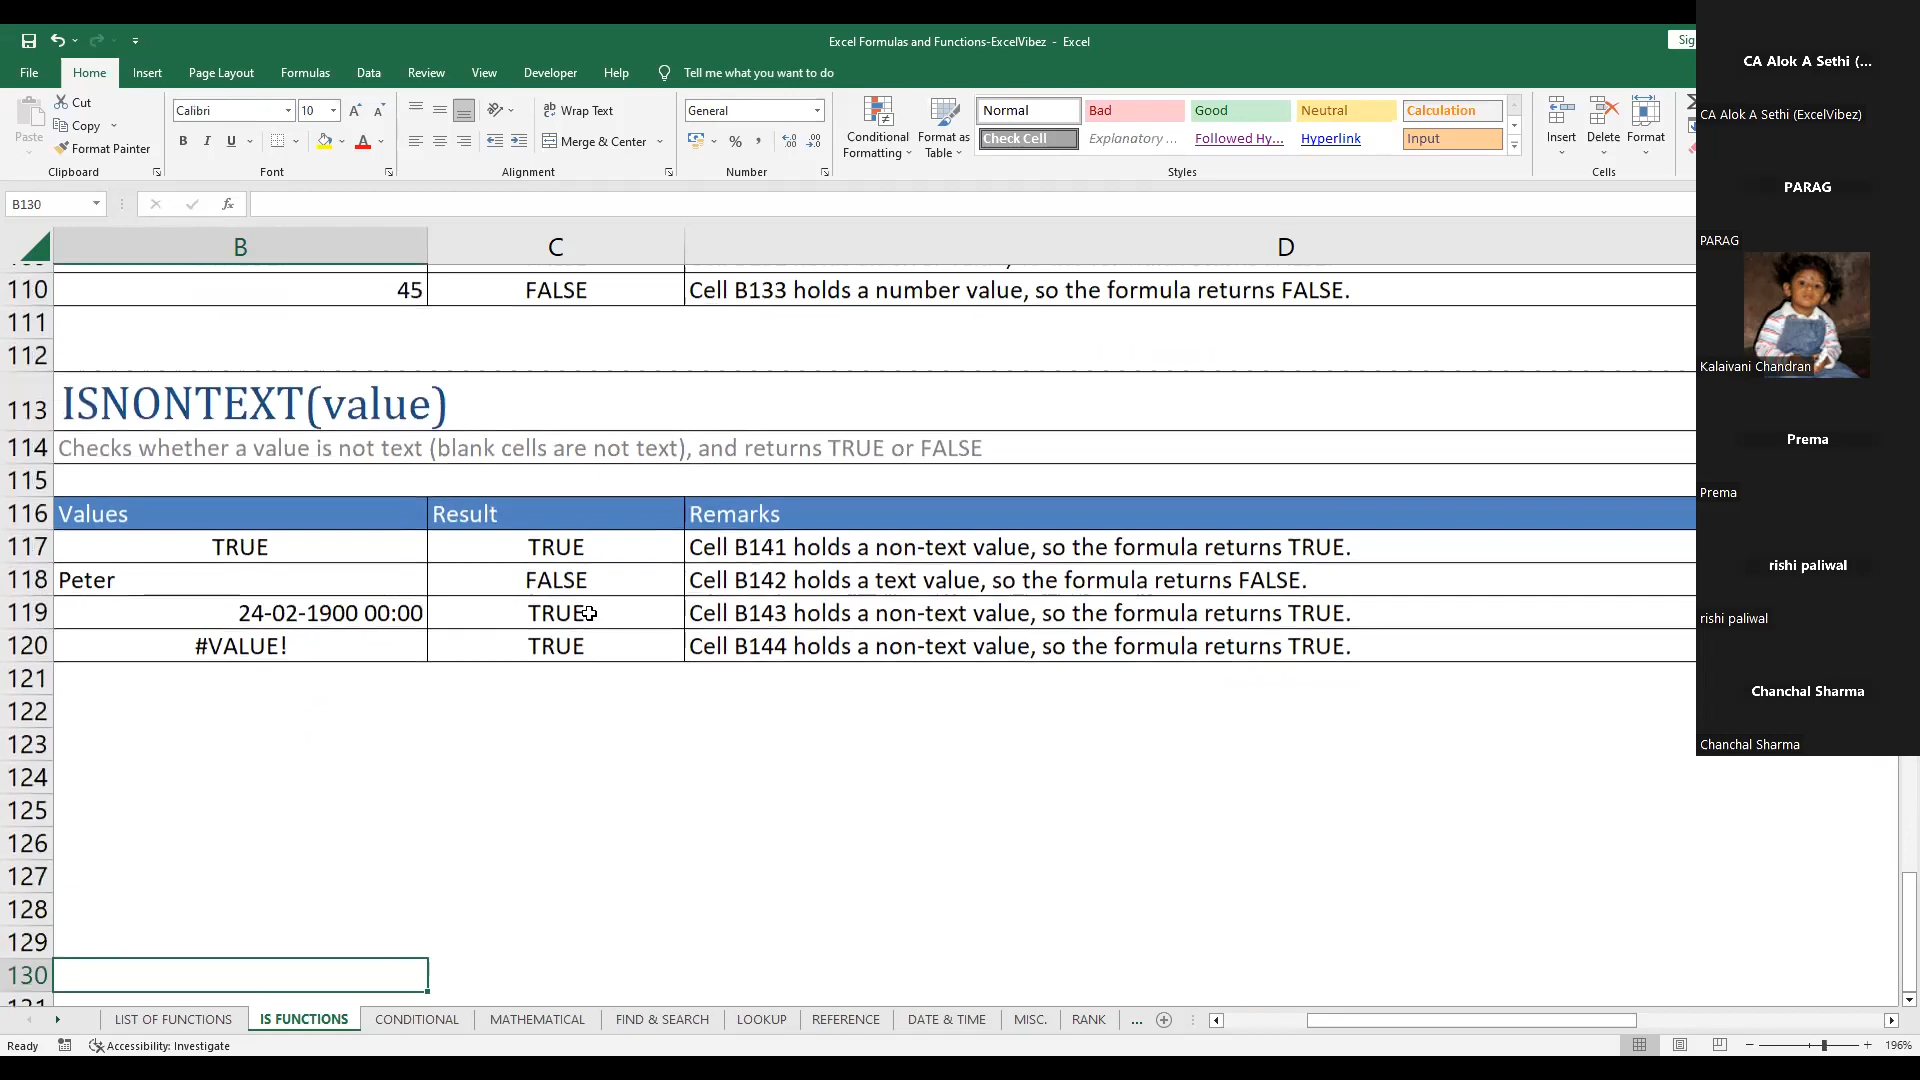 Excel Formulas and Functions-ExcelVibez - Excel
Sig
File Home Insert Page Layout Formulas Data Review View Developer Help Tell me what you want to do
Paste
Cut
Copy
Format Painter
Clipboard
Calibri 10
B I U
Font
Wrap Text
Merge & Center
Alignment
General
%
Number
Conditional Formatting
Format as Table
Normal Bad Good Neutral Calculation
Check Cell Explanatory ... Followed Hy... Hyperlink Input
Styles
Insert Delete Format
Cells
B130
fx
B C D
110 45 FALSE Cell B133 holds a number value, so the formula returns FALSE.
111
112
113 ISNONTEXT(value)
114 Checks whether a value is not text (blank cells are not text), and returns TRUE or FALSE
115
116 Values Result Remarks
117 TRUE TRUE Cell B141 holds a non-text value, so the formula returns TRUE.
118 Peter FALSE Cell B142 holds a text value, so the formula returns FALSE.
119 24-02-1900 00:00 TRUE Cell B143 holds a non-text value, so the formula returns TRUE.
120 #VALUE! TRUE Cell B144 holds a non-text value, so the formula returns TRUE.
121
122
123
124
125
126
127
128
129
130
LIST OF FUNCTIONS IS FUNCTIONS CONDITIONAL MATHEMATICAL FIND & SEARCH LOOKUP REFERENCE DATE & TIME MISC. RANK ...
Ready Accessibility: Investigate 196%
CA Alok A Sethi (...
CA Alok A Sethi (ExcelVibez)
PARAG
PARAG
Kalaivani Chandran
Prema
Prema
rishi paliwal
rishi paliwal
Chanchal Sharma
Chanchal Sharma